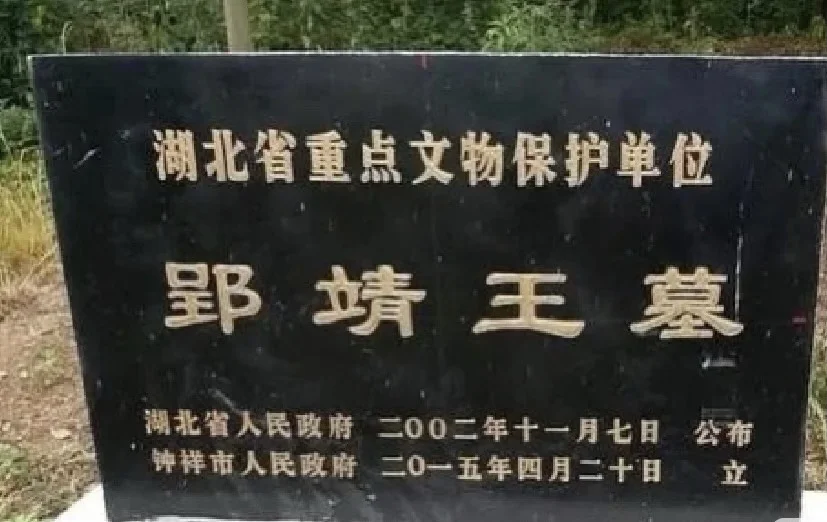 湖北省重点文物保护单位
郢靖王墓
湖北省人民政府 二〇〇二年十一月七日 公布
钟祥市人民政府 二〇一五年四月二十日 立